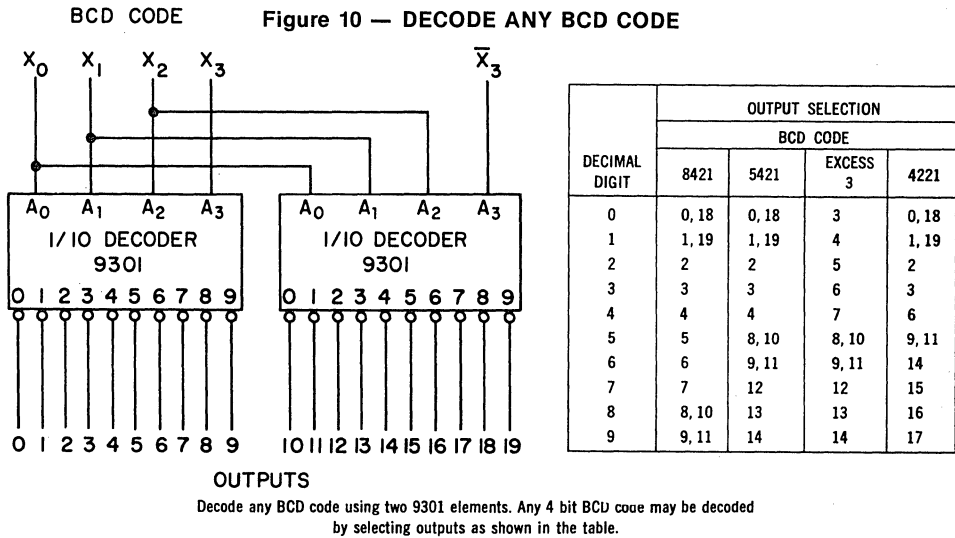 BCD CODE
Figure 10 — DECODE ANY BCD CODE
X0 X1 X2 X3 X̅3
A0 A1 A2 A3
1/10 DECODER
9301
0 1 2 3 4 5 6 7 8 9
A0 A1 A2 A3
1/10 DECODER
9301
0 1 2 3 4 5 6 7 8 9
0 1 2 3 4 5 6 7 8 9
10 11 12 13 14 15 16 17 18 19
OUTPUTS
OUTPUT SELECTION
BCD CODE
DECIMAL
DIGIT
8421 5421 EXCESS 3 4221
0 0, 18 0, 18 3 0, 18
1 1, 19 1, 19 4 1, 19
2 2 2 5 2
3 3 3 6 3
4 4 4 7 6
5 5 8, 10 8, 10 9, 11
6 6 9, 11 9, 11 14
7 7 12 12 15
8 8, 10 13 13 16
9 9, 11 14 14 17
Decode any BCD code using two 9301 elements. Any 4 bit BCD code may be decoded
by selecting outputs as shown in the table.